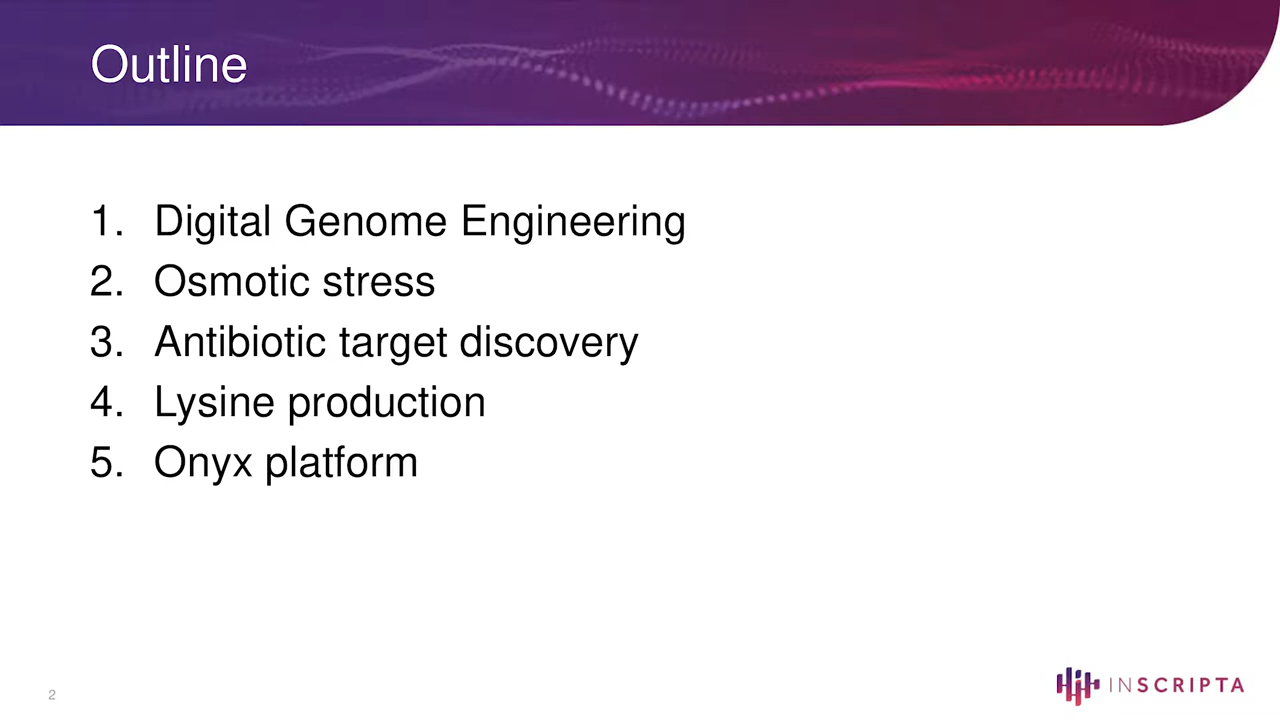 Outline
1. Digital Genome Engineering
2. Osmotic stress
3. Antibiotic target discovery
4. Lysine production
5. Onyx platform
2
INSCRIPTA